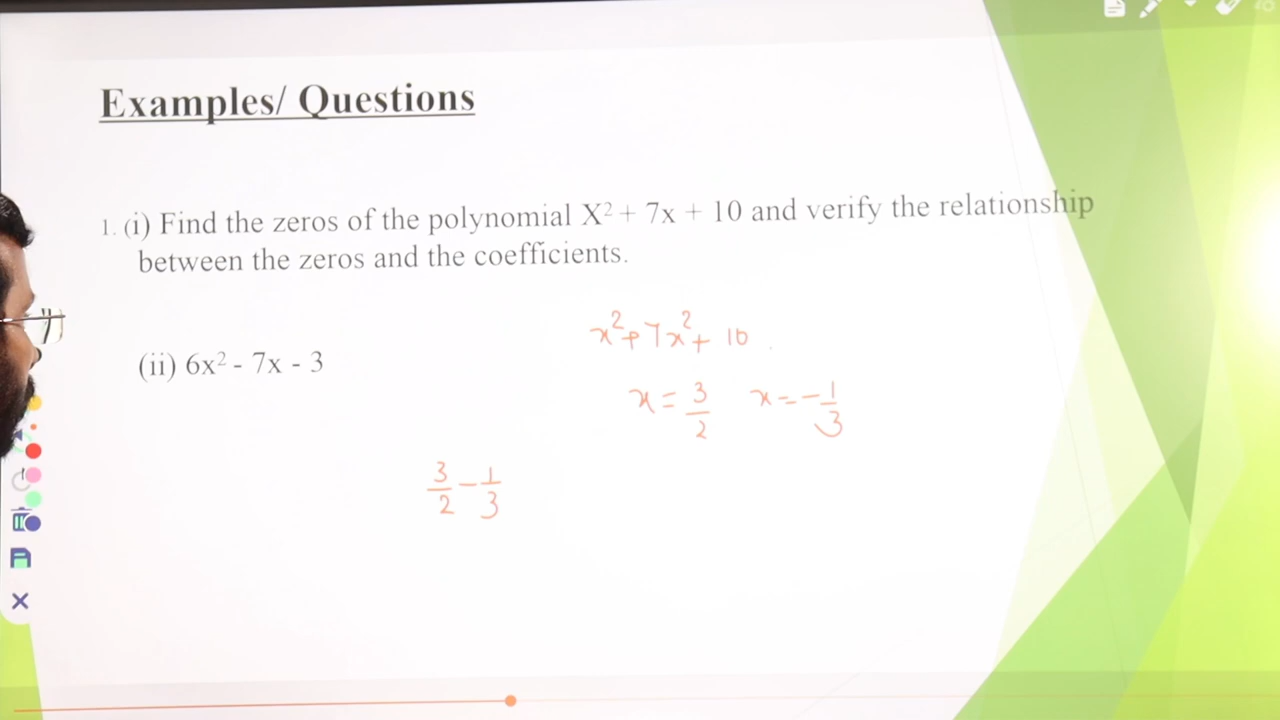 Examples/ Questions
1. (i) Find the zeros of the polynomial X² + 7x + 10 and verify the relationship
between the zeros and the coefficients.
x² + 7x² + 10
(ii) 6x² - 7x - 3
x = 3/2 x = -1/3
3/2 - 1/3